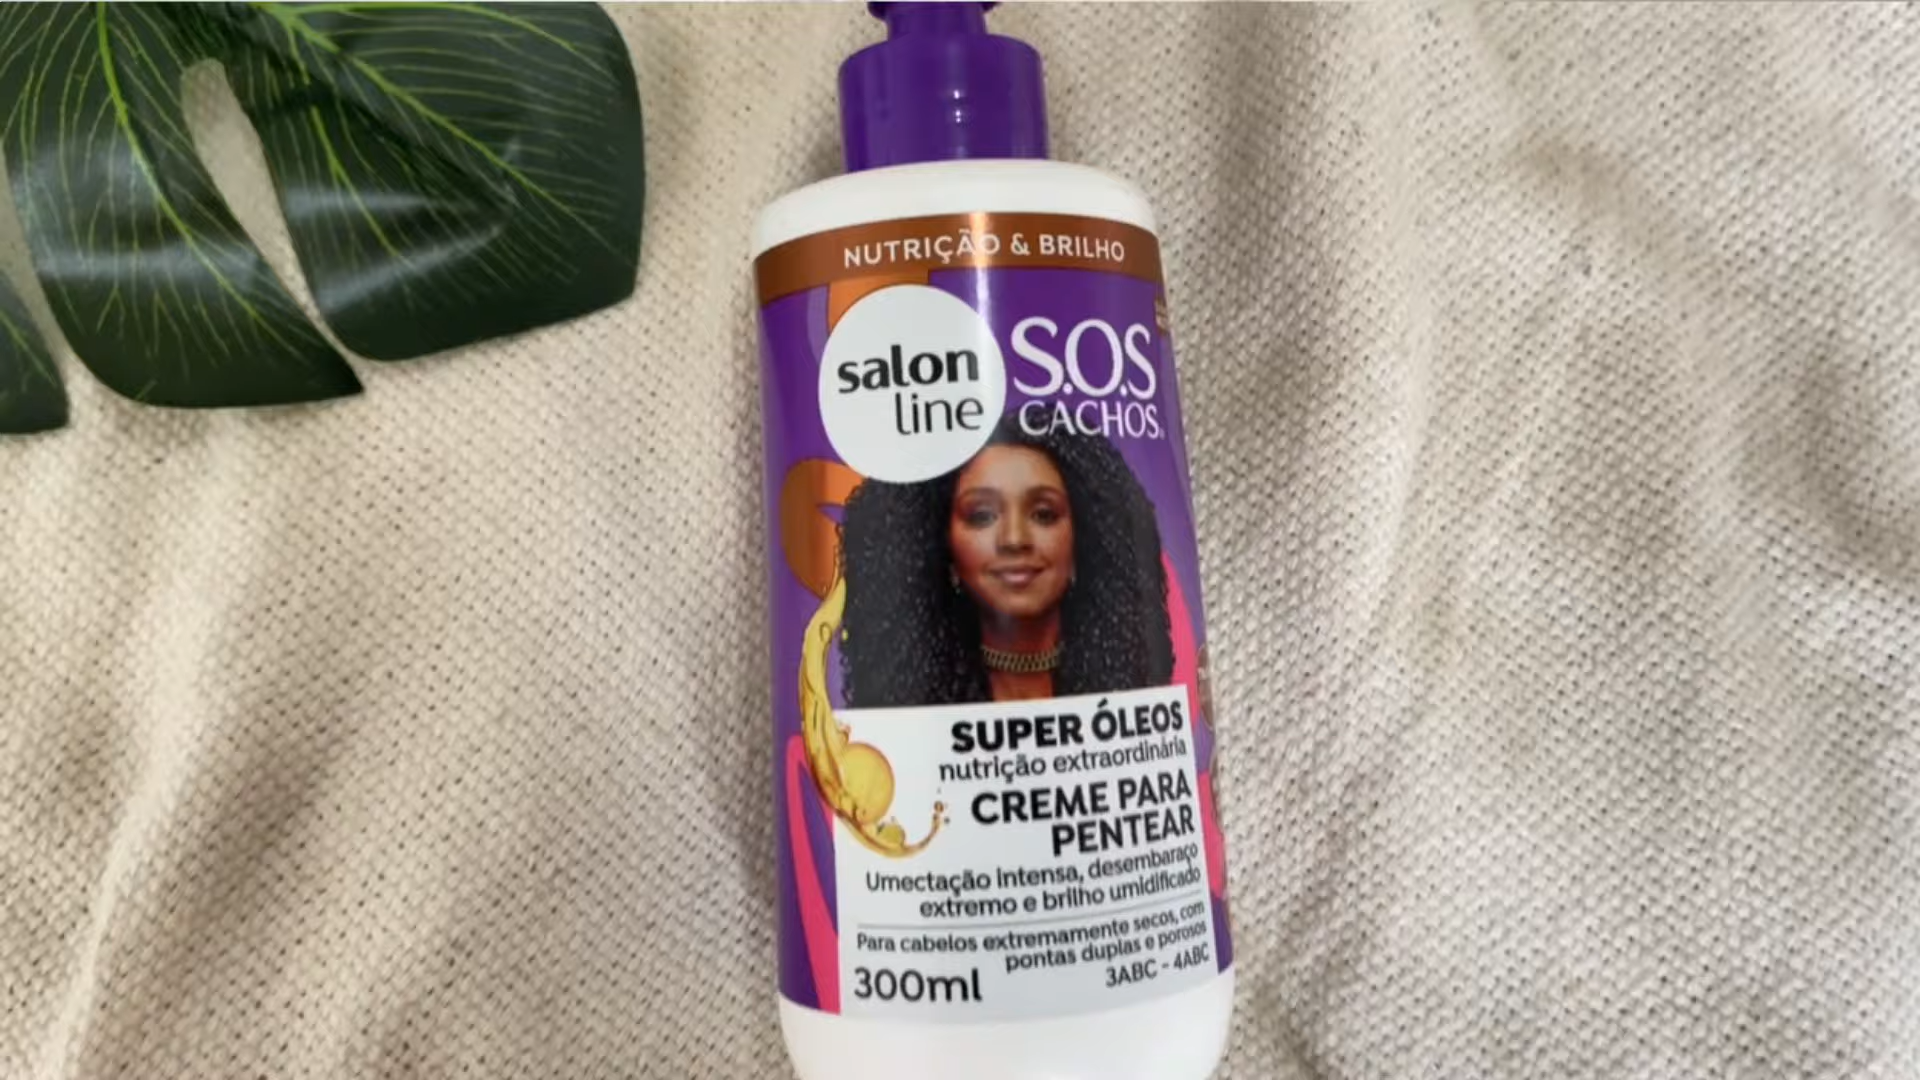 NUTRIÇÃO & BRILHO
salon
line
S.O.S
CACHOS
SUPER ÓLEOS
nutrição extraordinária
CREME PARA
PENTEAR
Umectação intensa, desembaraço
extremo e brilho umidificado
Para cabelos extremamente secos, com
pontas duplas e porosos
300ml
3ABC - 4ABC